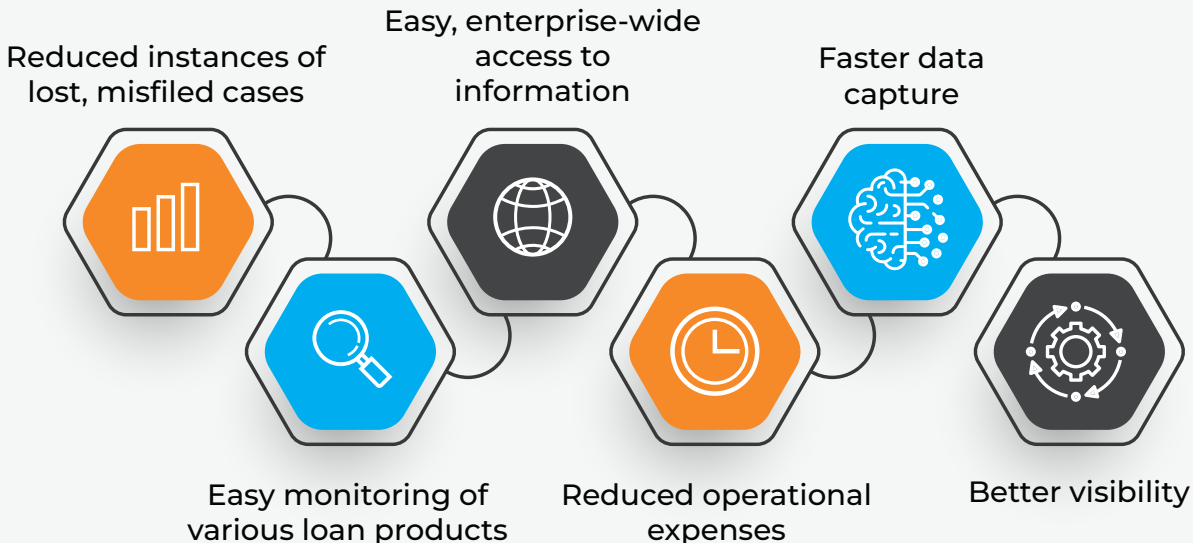 Reduced instances of
lost, misfiled cases
Easy monitoring of
various loan products
Easy, enterprise-wide
access to
information
Reduced operational
expenses
Faster data
capture
Better visibility